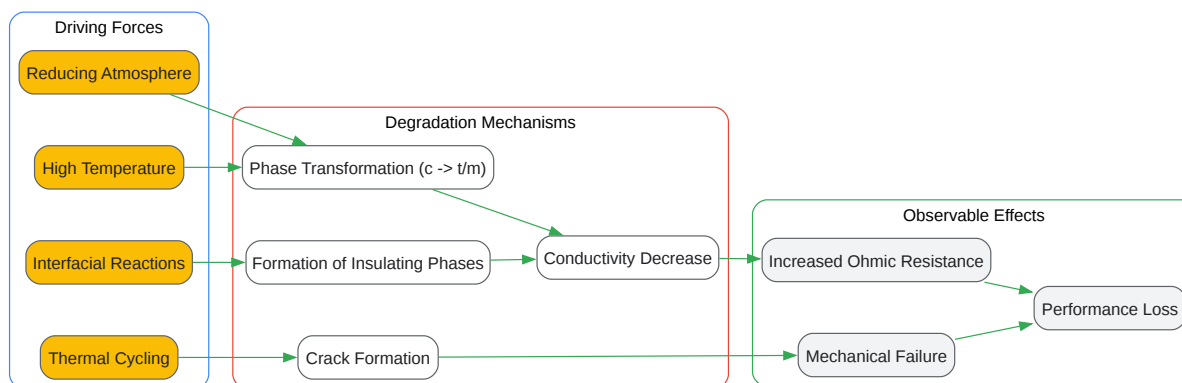 Driving Forces
Reducing Atmosphere
Degradation Mechanisms
High Temperature
Phase Transformation (c -> t/m)
Observable Effects
Interfacial Reactions
Formation of Insulating Phases
Conductivity Decrease
Increased Ohmic Resistance
Performance Loss
Thermal Cycling
Crack Formation
Mechanical Failure